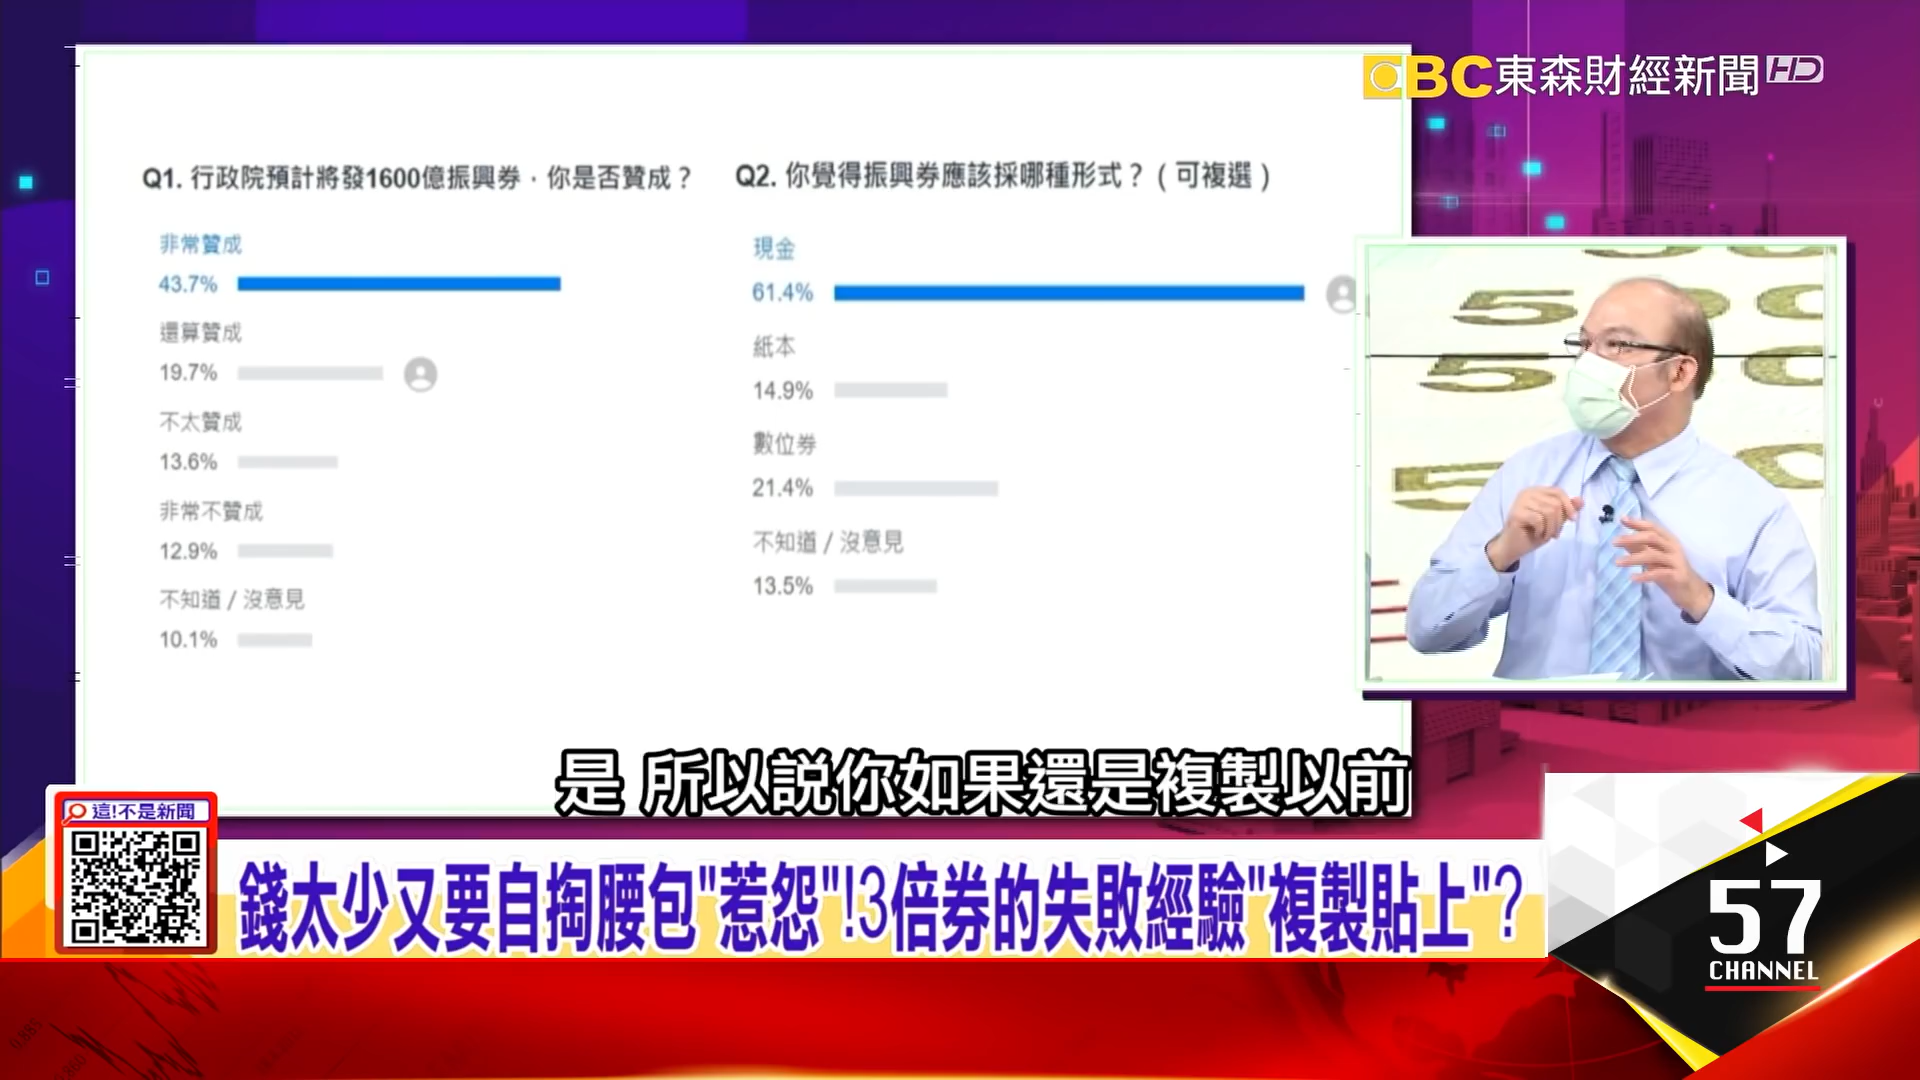 EBC東森財經新聞HD
Q1. 行政院預計將發1600億振興券，你是否贊成？
非常贊成
43.7%
還算贊成
19.7%
不太贊成
13.6%
非常不贊成
12.9%
不知道 / 沒意見
10.1%
Q2. 你覺得振興券應該採哪種形式？（可複選）
現金
61.4%
紙本
14.9%
數位券
21.4%
不知道 / 沒意見
13.5%
是 所以說你如果還是複製以前
這!不是新聞
錢太少又要自掏腰包"惹怨"!3倍券的失敗經驗"複製貼上"?
57
CHANNEL